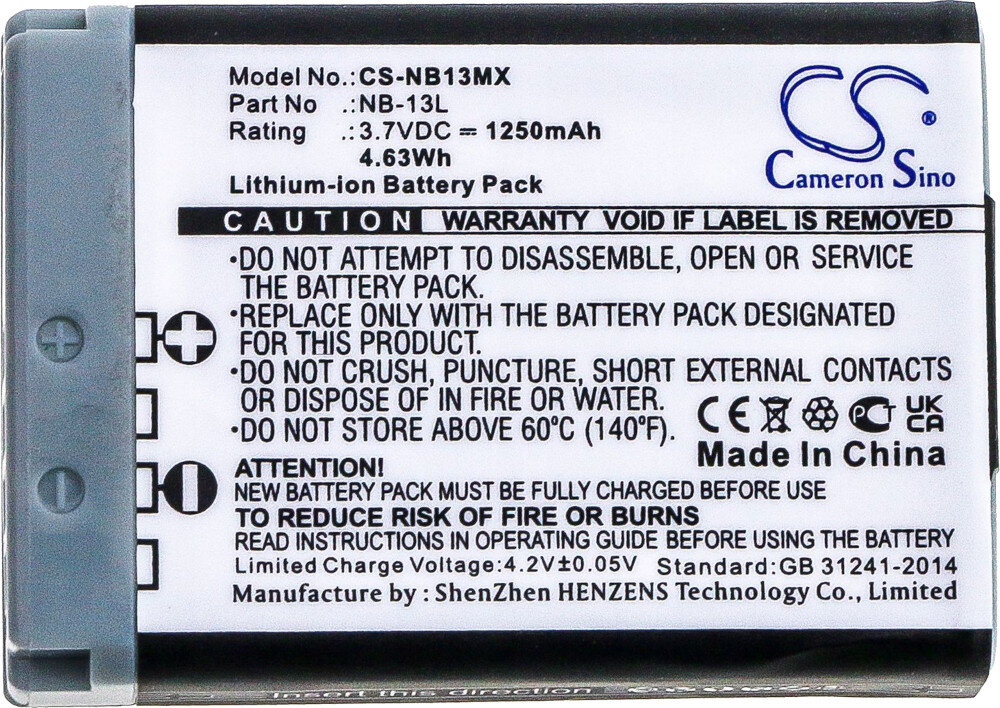 Model No.:CS-NB13MX
Part No .:NB-13L
Rating .:3.7VDC = 1250mAh
4.63Wh
Lithium-ion Battery Pack
CS®
Cameron Sino
CAUTION WARRANTY VOID IF LABEL IS REMOVED
•DO NOT ATTEMPT TO DISASSEMBLE, OPEN OR SERVICE
THE BATTERY PACK.
•REPLACE ONLY WITH THE BATTERY PACK DESIGNATED
FOR THIS PRODUCT.
•DO NOT CRUSH, PUNCTURE, SHORT EXTERNAL CONTACTS
OR DISPOSE OF IN FIRE OR WATER.
•DO NOT STORE ABOVE 60°C (140°F).
CE PCT UK CA
Made In China
ATTENTION!
NEW BATTERY PACK MUST BE FULLY CHARGED BEFORE USE
TO REDUCE RISK OF FIRE OR BURNS
READ INSTRUCTIONS IN OPERATING GUIDE BEFORE USING THE BATTERY
Limited Charge Voltage:4.2V±0.05V Standard:GB 31241-2014
Manufacture by : ShenZhen HENZENS Technology Co., Limited